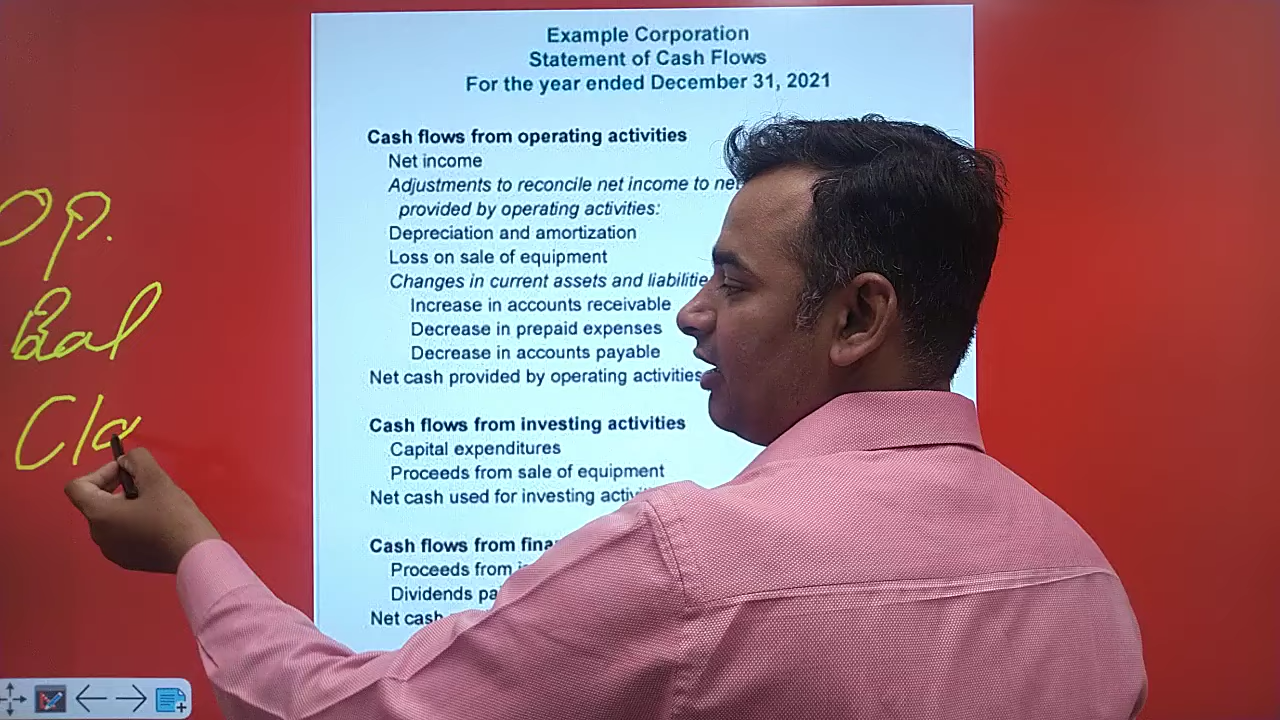 Example Corporation
Statement of Cash Flows
For the year ended December 31, 2021
Cash flows from operating activities
Net income
Adjustments to reconcile net income to net
provided by operating activities:
Depreciation and amortization
Loss on sale of equipment
Changes in current assets and liabilitie
Increase in accounts receivable
Decrease in prepaid expenses
Decrease in accounts payable
Net cash provided by operating activities
Cash flows from investing activities
Capital expenditures
Proceeds from sale of equipment
Net cash used for investing activi
Cash flows from fina
Proceeds from
Dividends pa
Net cash
Op.
Bal
Clo